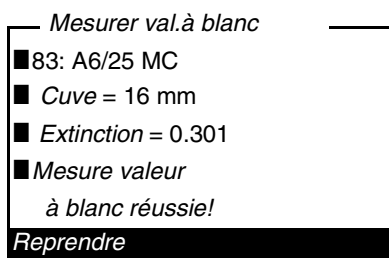 Mesurer val.à blanc
83: A6/25 MC
Cuve = 16 mm
Extinction = 0.301
Mesure valeur
à blanc réussie!
Reprendre